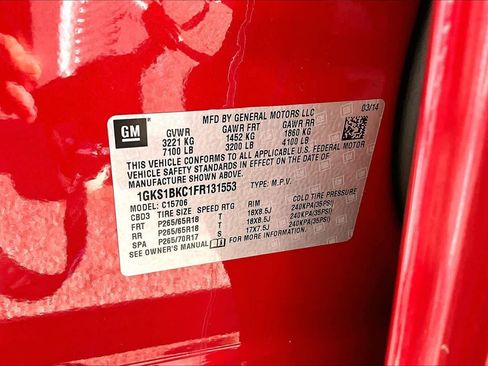 MFD BY GENERAL MOTORS LLC 03/14
GM
GVWR GAWR FRT GAWR RR
3221 KG 1452 KG 1860 KG
7100 LB 3200 LB 4100 LB
THIS VEHICLE CONFORMS TO ALL APPLICABLE U.S. FEDERAL MOTOR
VEHICLE SAFETY STANDARDS IN EFFECT ON THE DATE OF
MANUFACTURE SHOWN ABOVE.
1GKS1BKC1FR131553 TYPE: M.P.V.
MODEL: C15706
CBD3 TIRE SIZE SPEED RTG RIM COLD TIRE PRESSURE
FRT P265/65R18 T 18X8.5J 240KPA(35PSI)
RR P265/65R18 T 18X8.5J 240KPA(35PSI)
SPA P265/70R17 S 17X7.5J 240KPA(35PSI)
SEE OWNER'S MANUAL FOR MORE INFORMATION.